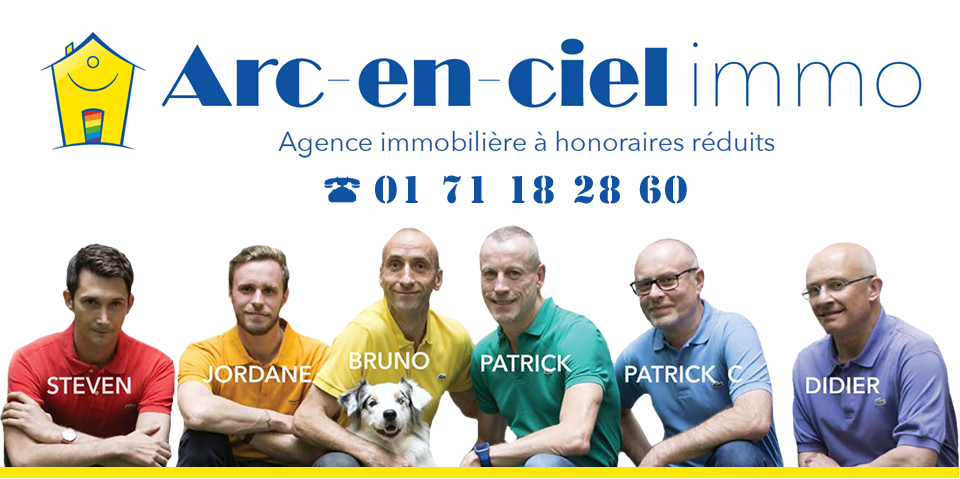 Arc-en-ciel immo
Agence immobilière à honoraires réduits
☎ 01 71 18 28 60
STEVEN
JORDANE
BRUNO
PATRICK
PATRICK C
DIDIER